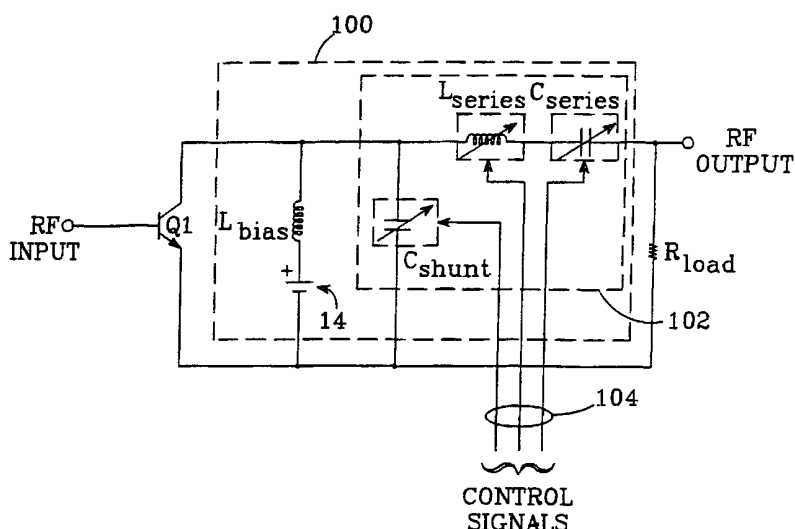 100
L series
C series
RF
OUTPUT
RF
INPUT
Q1
L bias
+
14
C shunt
R load
102
104
CONTROL
SIGNALS